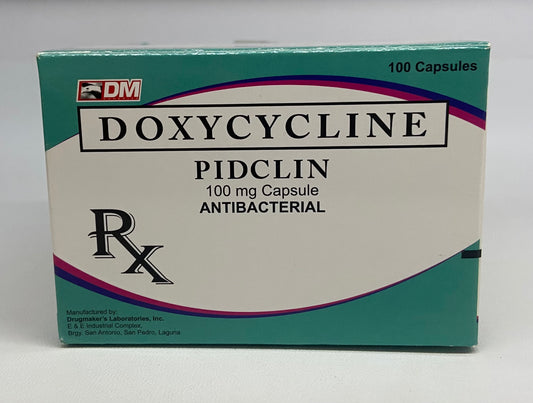 100 Capsules
DM
DOXYCYCLINE
PIDCLIN
100 mg Capsule
ANTIBACTERIAL
Rx
Manufactured by:
Drugmaker's Laboratories, Inc.
E & E Industrial Complex,
Brgy. San Antonio, San Pedro, Laguna